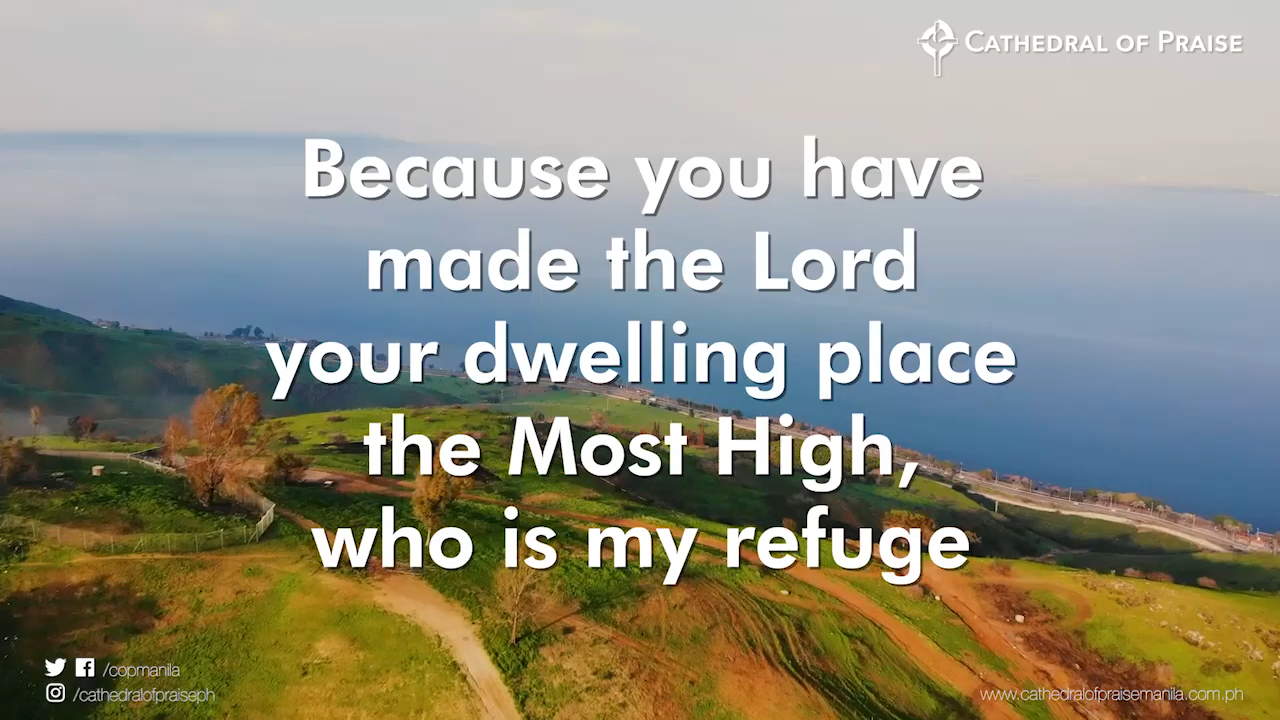 Cathedral of Praise
Because you have
made the Lord
your dwelling place
the Most High,
who is my refuge
/copmanila
/cathedralofpraiseph
www.cathedralofpraisemanila.com.ph